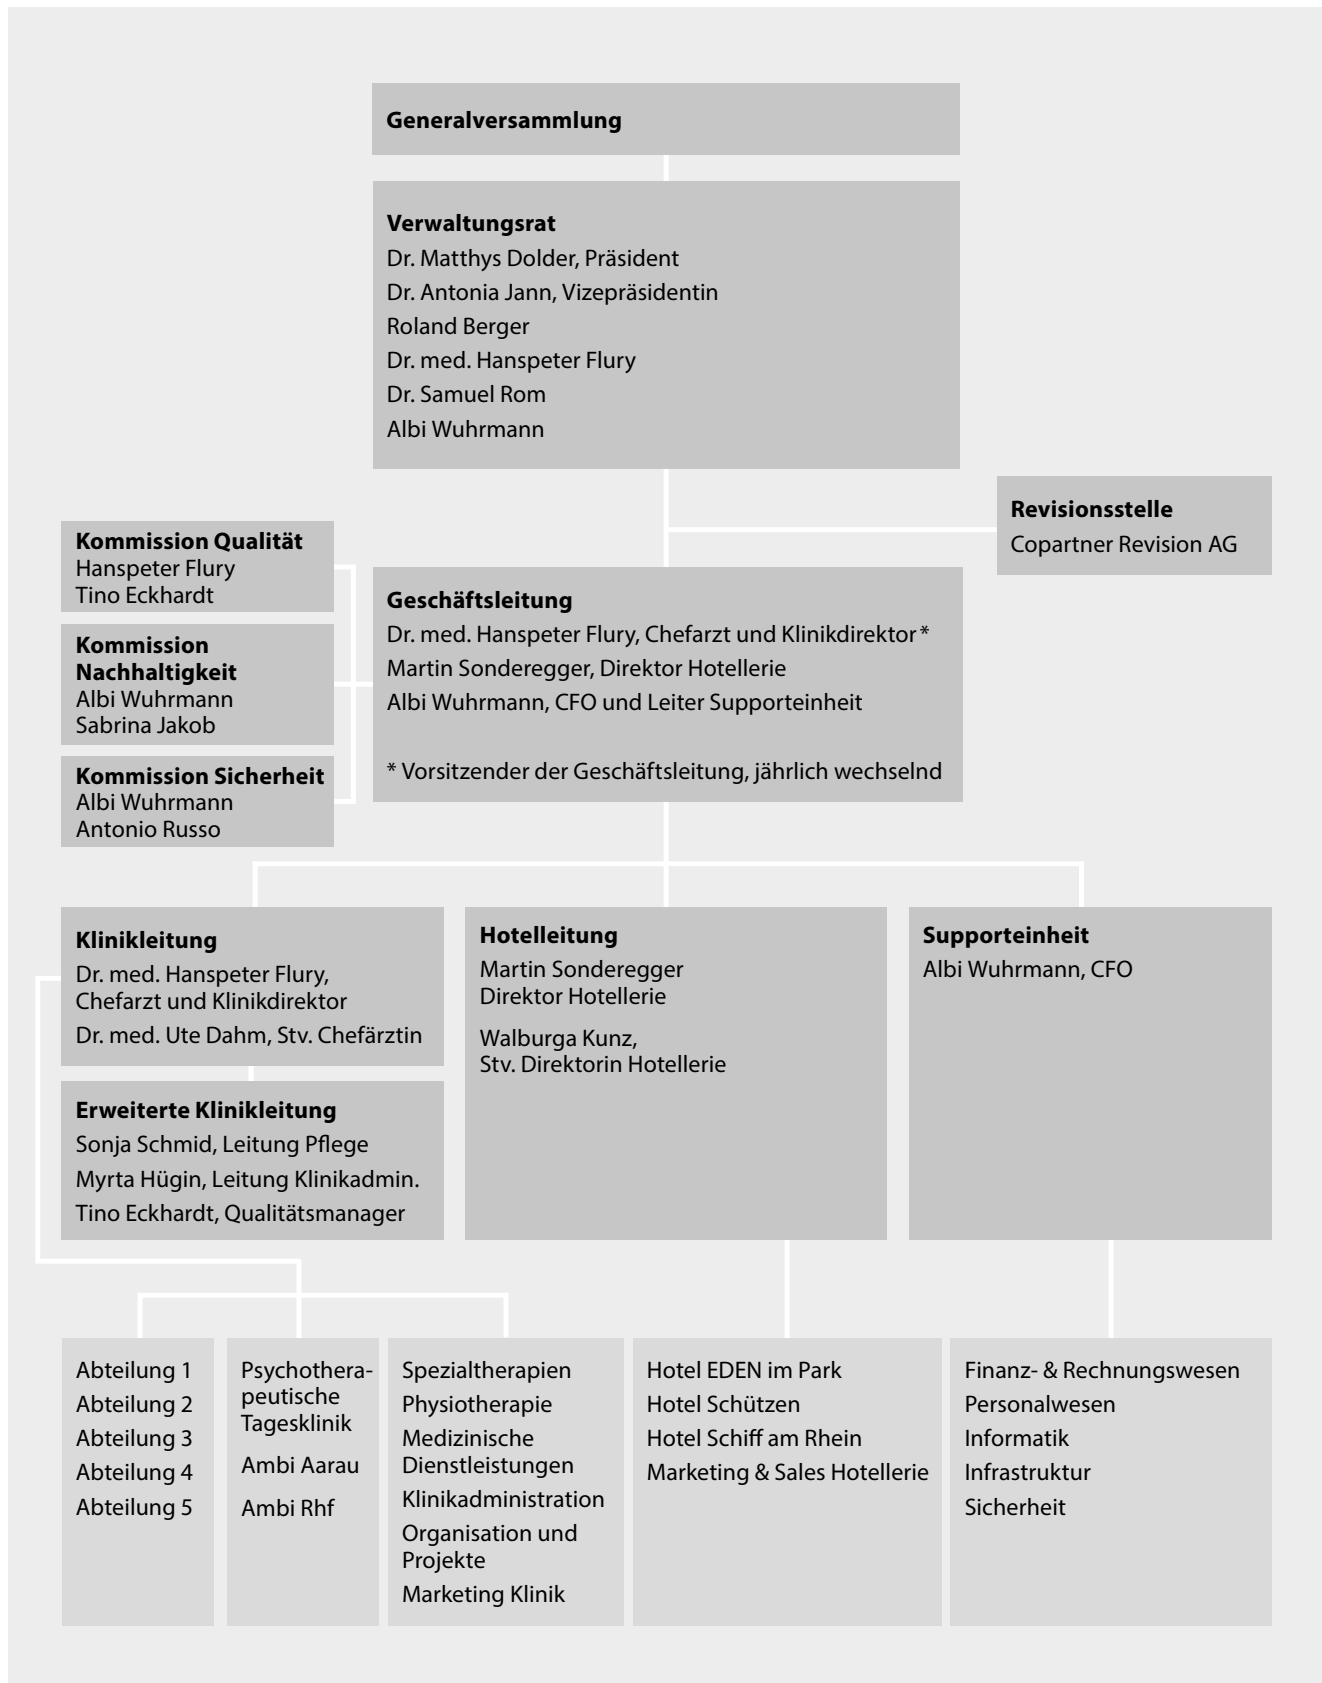 Generalversammlung
Verwaltungsrat
Dr. Matthys Dolder, Präsident
Dr. Antonia Jann, Vizepräsidentin
Roland Berger
Dr. med. Hanspeter Flury
Dr. Samuel Rom
Albi Wuhrmann
Revisionsstelle
Copartner Revision AG
Kommission Qualität
Hanspeter Flury
Tino Eckhardt
Kommission
Nachhaltigkeit
Albi Wuhrmann
Sabrina Jakob
Kommission Sicherheit
Albi Wuhrmann
Antonio Russo
Geschäftsleitung
Dr. med. Hanspeter Flury, Chefarzt und Klinikdirektor *
Martin Sonderegger, Direktor Hotellerie
Albi Wuhrmann, CFO und Leiter Supporteinheit
* Vorsitzender der Geschäftsleitung, jährlich wechselnd
Klinikleitung
Dr. med. Hanspeter Flury,
Chefarzt und Klinikdirektor
Dr. med. Ute Dahm, Stv. Chefärztin
Erweiterte Klinikleitung
Sonja Schmid, Leitung Pflege
Myrta Hügin, Leitung Klinikadmin.
Tino Eckhardt, Qualitätsmanager
Hotelleitung
Martin Sonderegger
Direktor Hotellerie
Walburga Kunz,
Stv. Direktorin Hotellerie
Supporteinheit
Albi Wuhrmann, CFO
Abteilung 1
Abteilung 2
Abteilung 3
Abteilung 4
Abteilung 5
Psychothera-
peutische
Tagesklinik
Ambi Aarau
Ambi Rhf
Spezialtherapien
Physiotherapie
Medizinische
Dienstleistungen
Klinikadministration
Organisation und
Projekte
Marketing Klinik
Hotel EDEN im Park
Hotel Schützen
Hotel Schiff am Rhein
Marketing & Sales Hotellerie
Finanz- & Rechnungswesen
Personalwesen
Informatik
Infrastruktur
Sicherheit